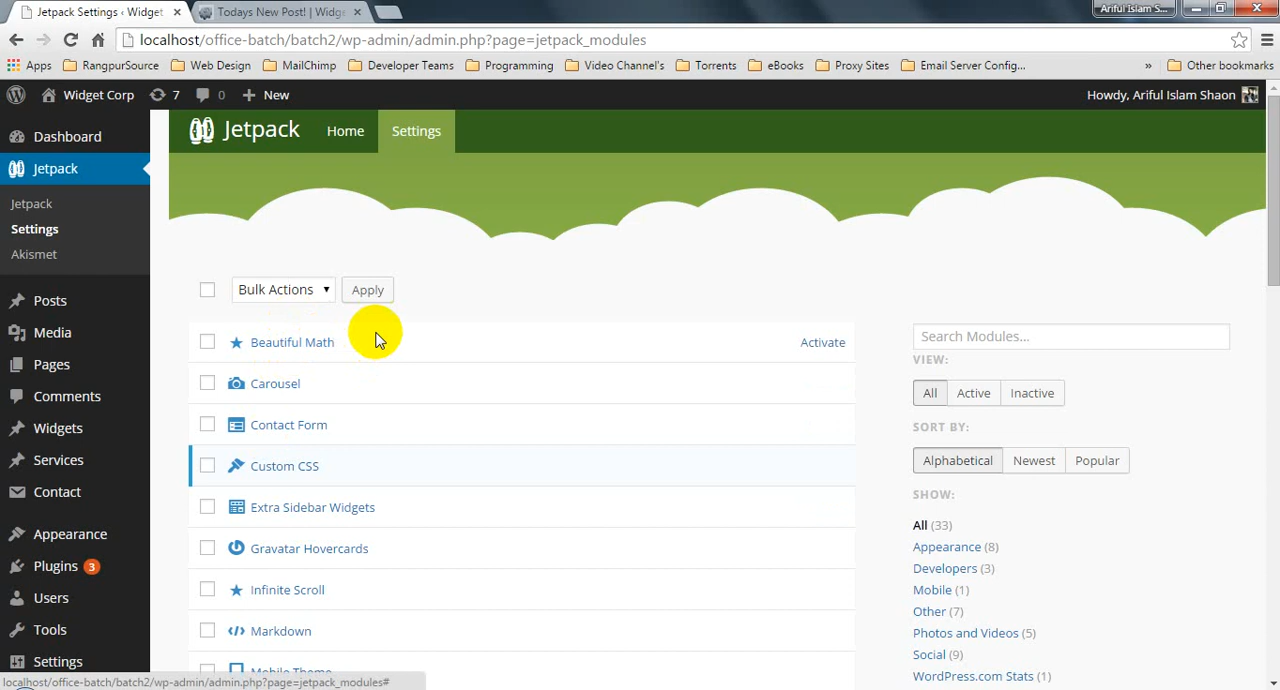 Jetpack Settings ‹ Widget
Todays New Post! | Widge
Ariful Islam S...
localhost/office-batch/batch2/wp-admin/admin.php?page=jetpack_modules
Apps RangpurSource Web Design MailChimp Developer Teams Programming Video Channel's Torrents eBooks Proxy Sites Email Server Config... » Other bookmarks
Widget Corp 7 0 + New Howdy, Ariful Islam Shaon
Dashboard
Jetpack
Jetpack
Settings
Akismet
Posts
Media
Pages
Comments
Widgets
Services
Contact
Appearance
Plugins 3
Users
Tools
Settings
Jetpack Home Settings
Bulk Actions Apply
Beautiful Math Activate
Carousel
Contact Form
Custom CSS
Extra Sidebar Widgets
Gravatar Hovercards
Infinite Scroll
Markdown
Mobile Theme
Search Modules...
VIEW:
All Active Inactive
SORT BY:
Alphabetical Newest Popular
SHOW:
All (33)
Appearance (8)
Developers (3)
Mobile (1)
Other (7)
Photos and Videos (5)
Social (9)
WordPress.com Stats (1)
localhost/office-batch/batch2/wp-admin/admin.php?page=jetpack_modules#